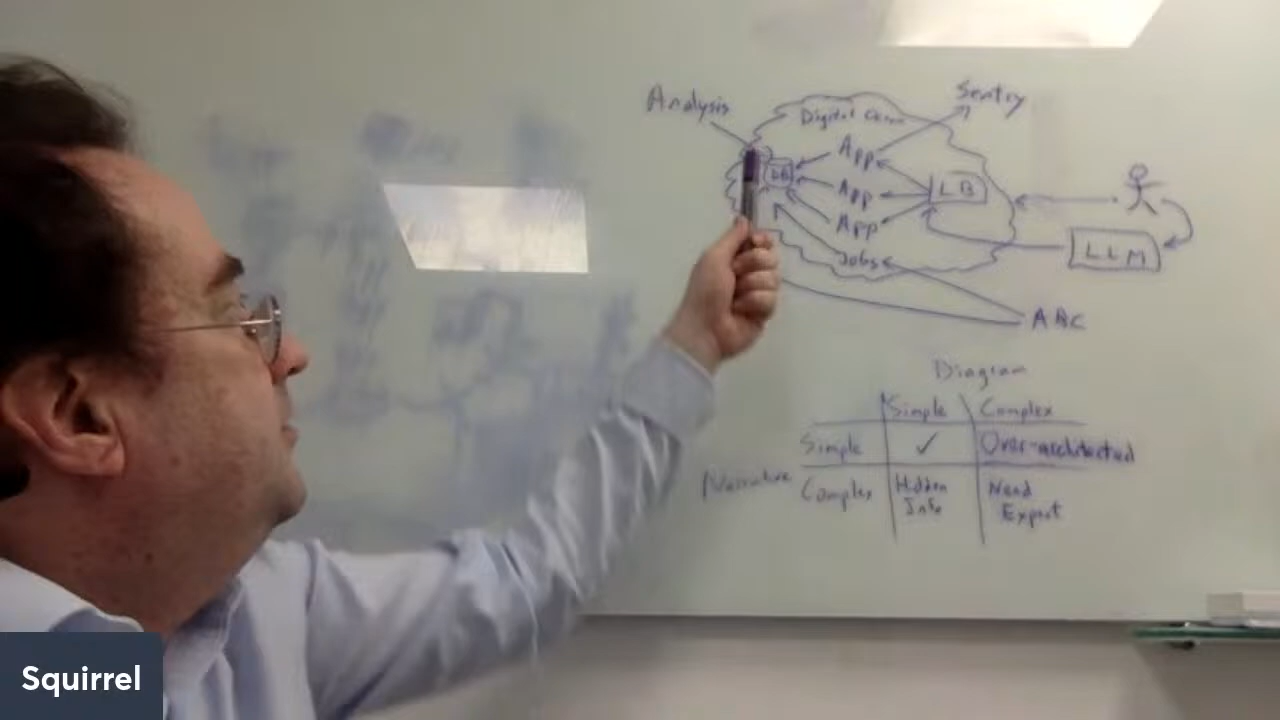 Analysis
Sentry
Digital Ocean
App
DB
App
LB
App
LLM
Jobs
ABC
Diagram
Simple Complex
Simple ✓ Over-architected
Narrative
Complex Hidden Info Need Expert
Squirrel